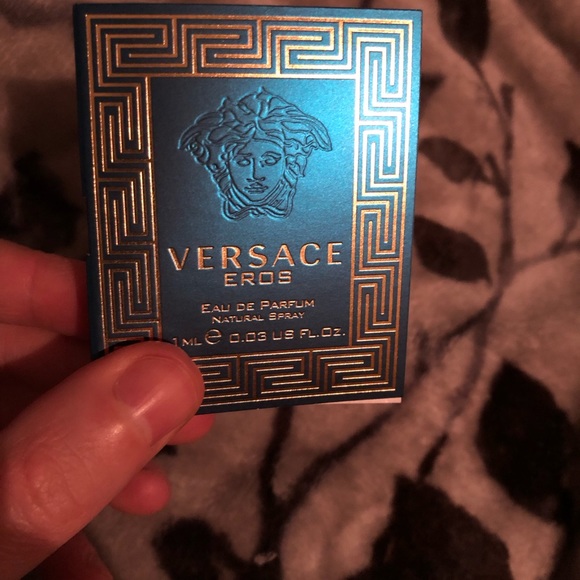 VERSACE
EROS
EAU DE PARFUM
NATURAL SPRAY
1 ML ℮ 0.03 US FL.OZ.